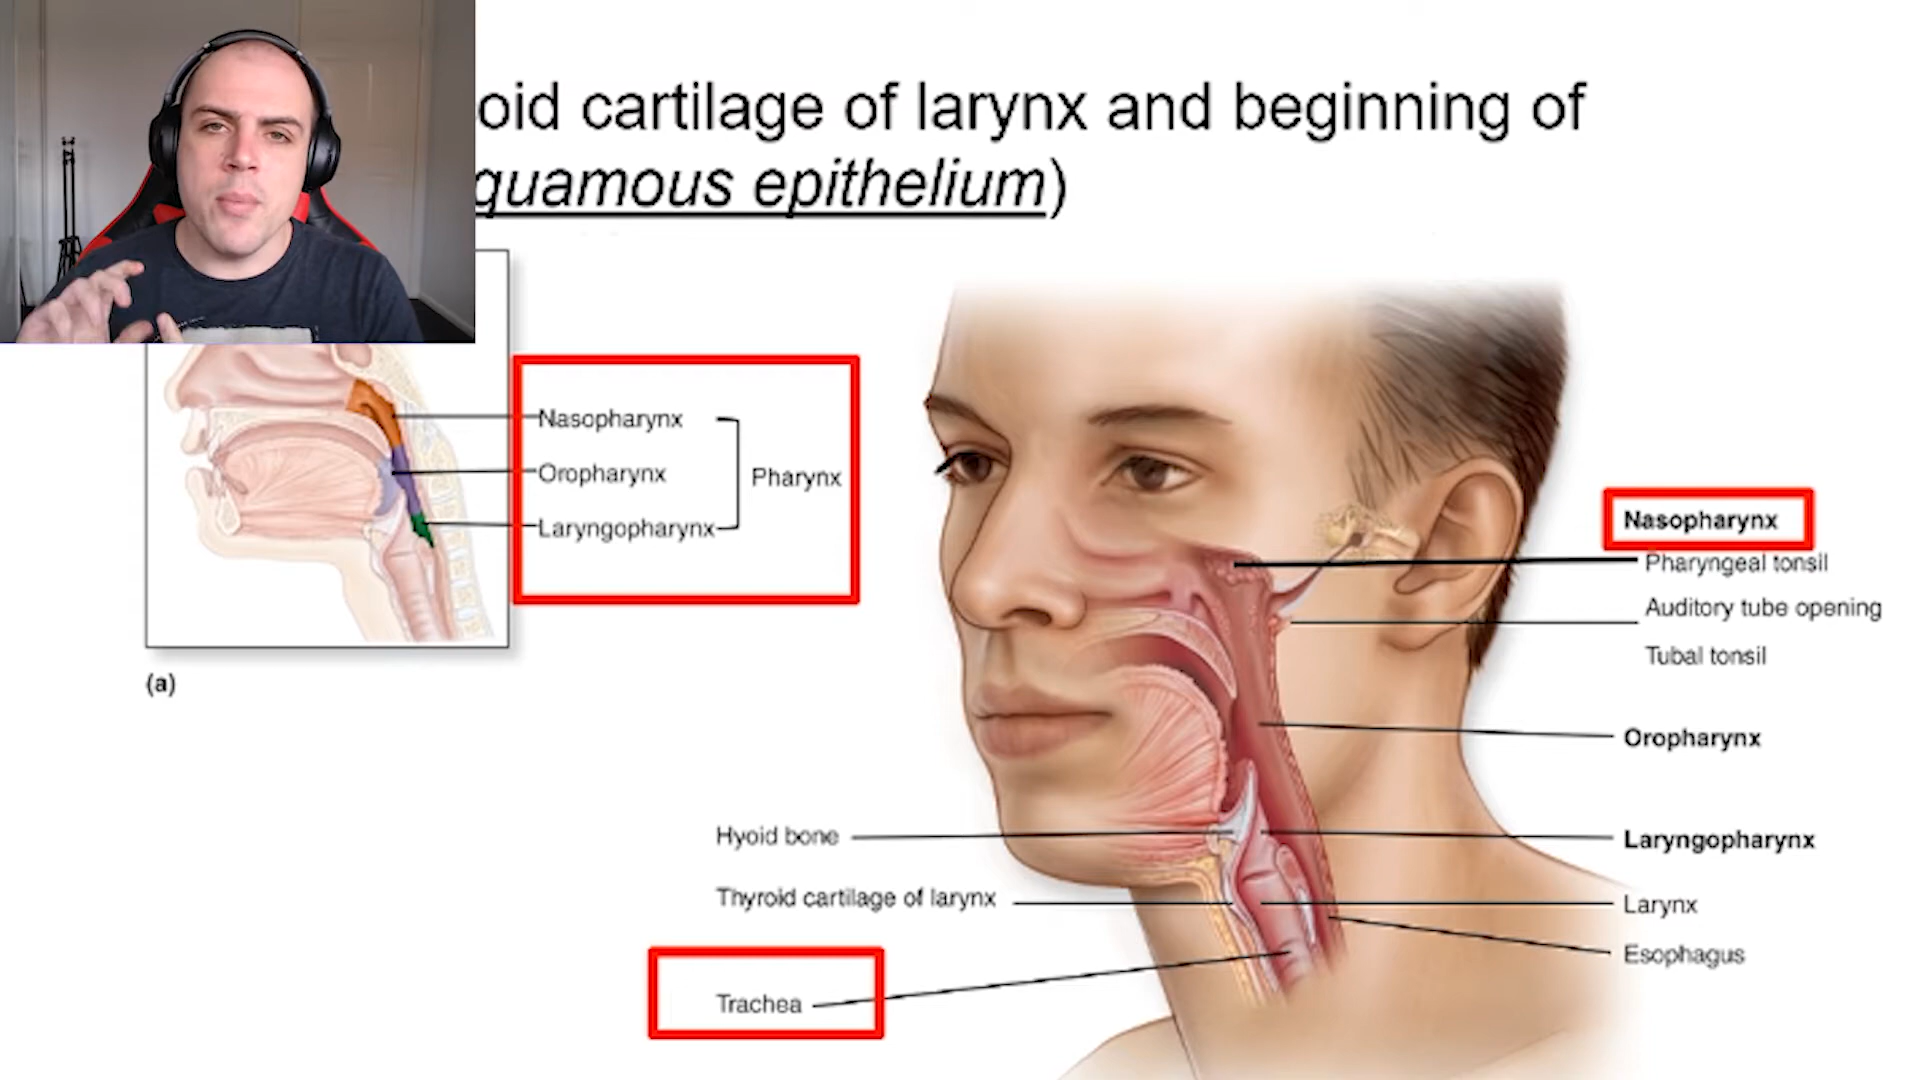 oid cartilage of larynx and beginning of
quamous epithelium)
Nasopharynx
Oropharynx
Pharynx
Laryngopharynx
(a)
Nasopharynx
Pharyngeal tonsil
Auditory tube opening
Tubal tonsil
Oropharynx
Hyoid bone
Laryngopharynx
Thyroid cartilage of larynx
Larynx
Esophagus
Trachea